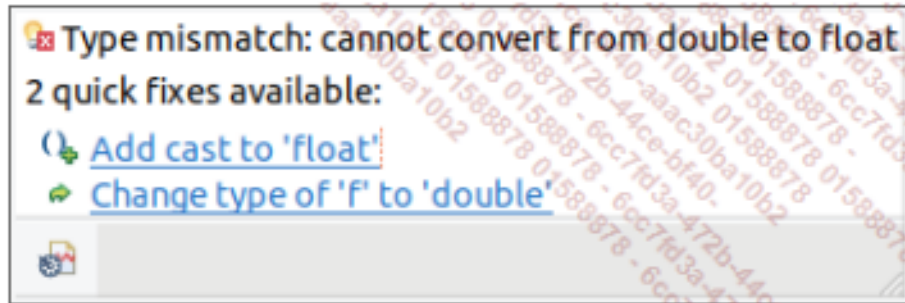 Type mismatch: cannot convert from double to float
2 quick fixes available:
Add cast to 'float'
Change type of 'f' to 'double'